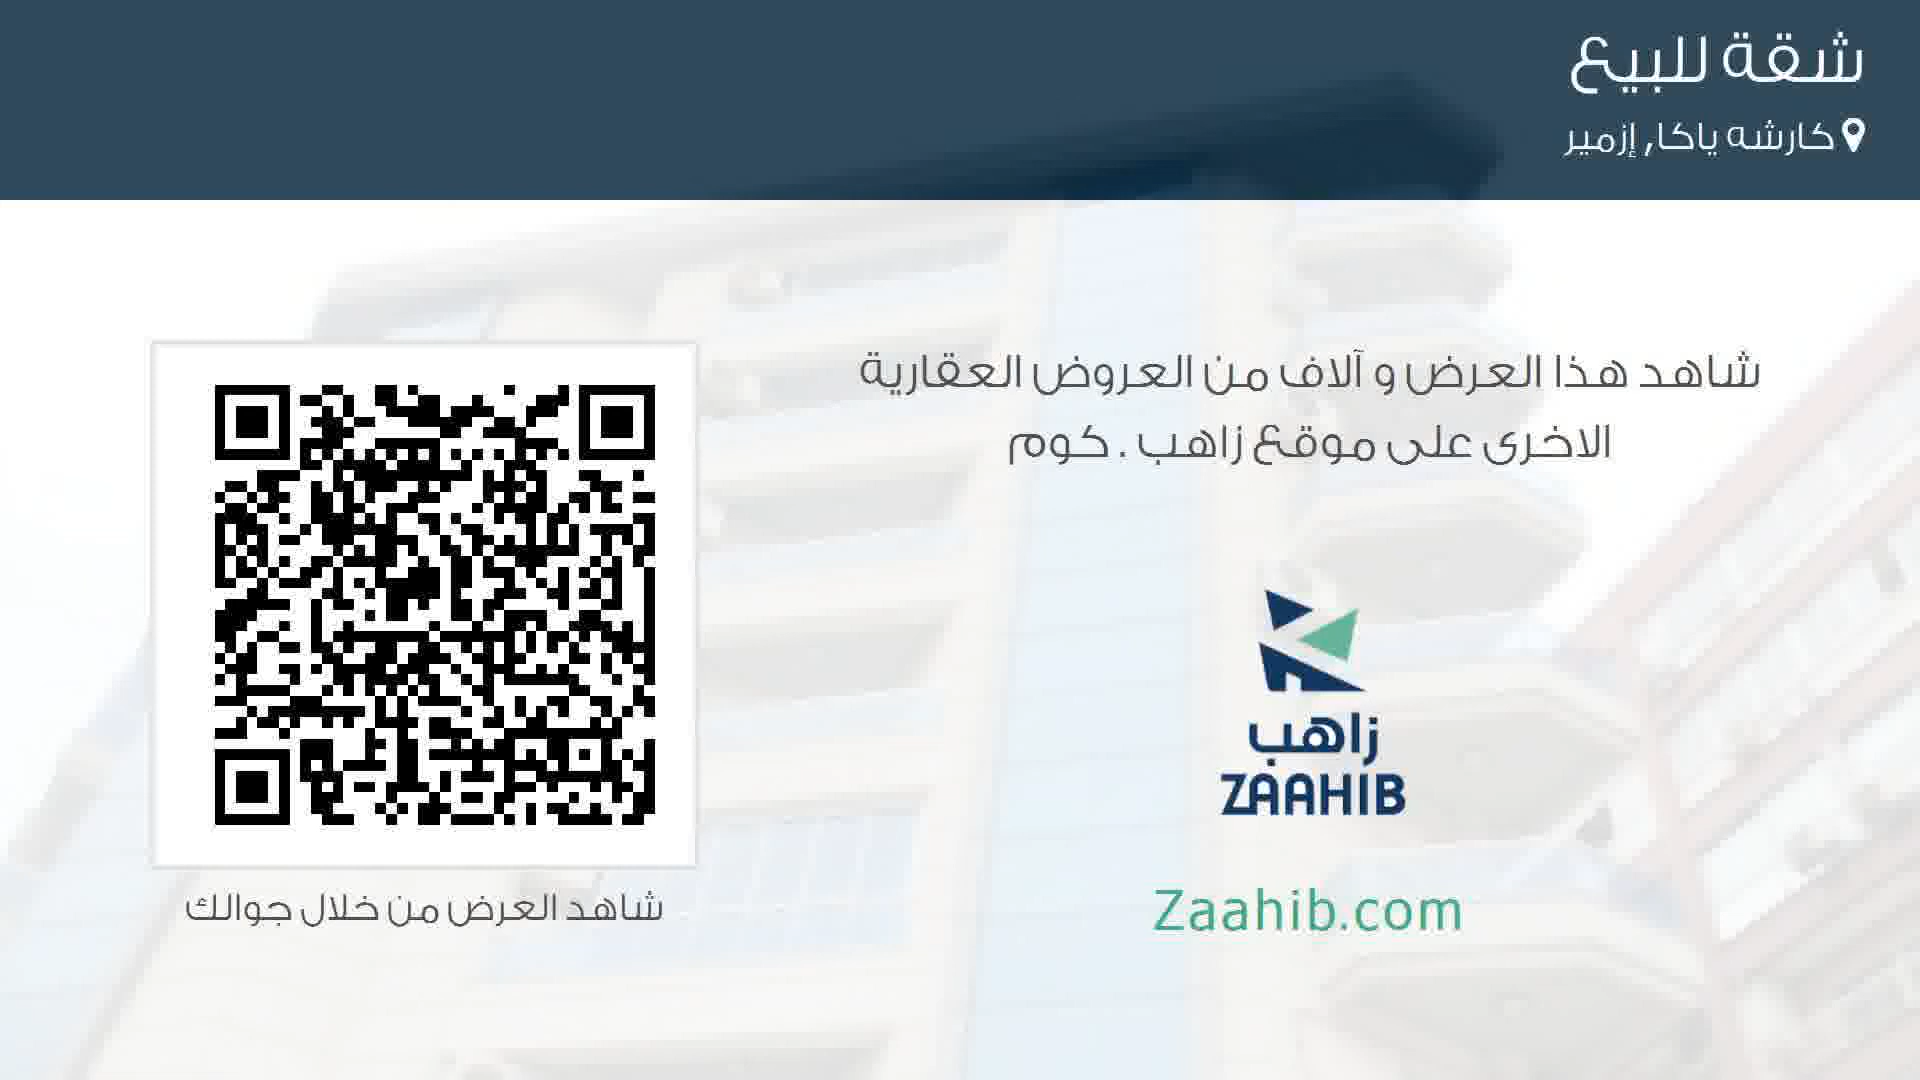 شقة للبيع
كارشه ياكا, إزمير
شاهد هذا العرض و آلاف من العروض العقارية
الاخرى على موقع زاهب . كوم
زاهب
ZAAHIB
Zaahib.com
شاهد العرض من خلال جوالك